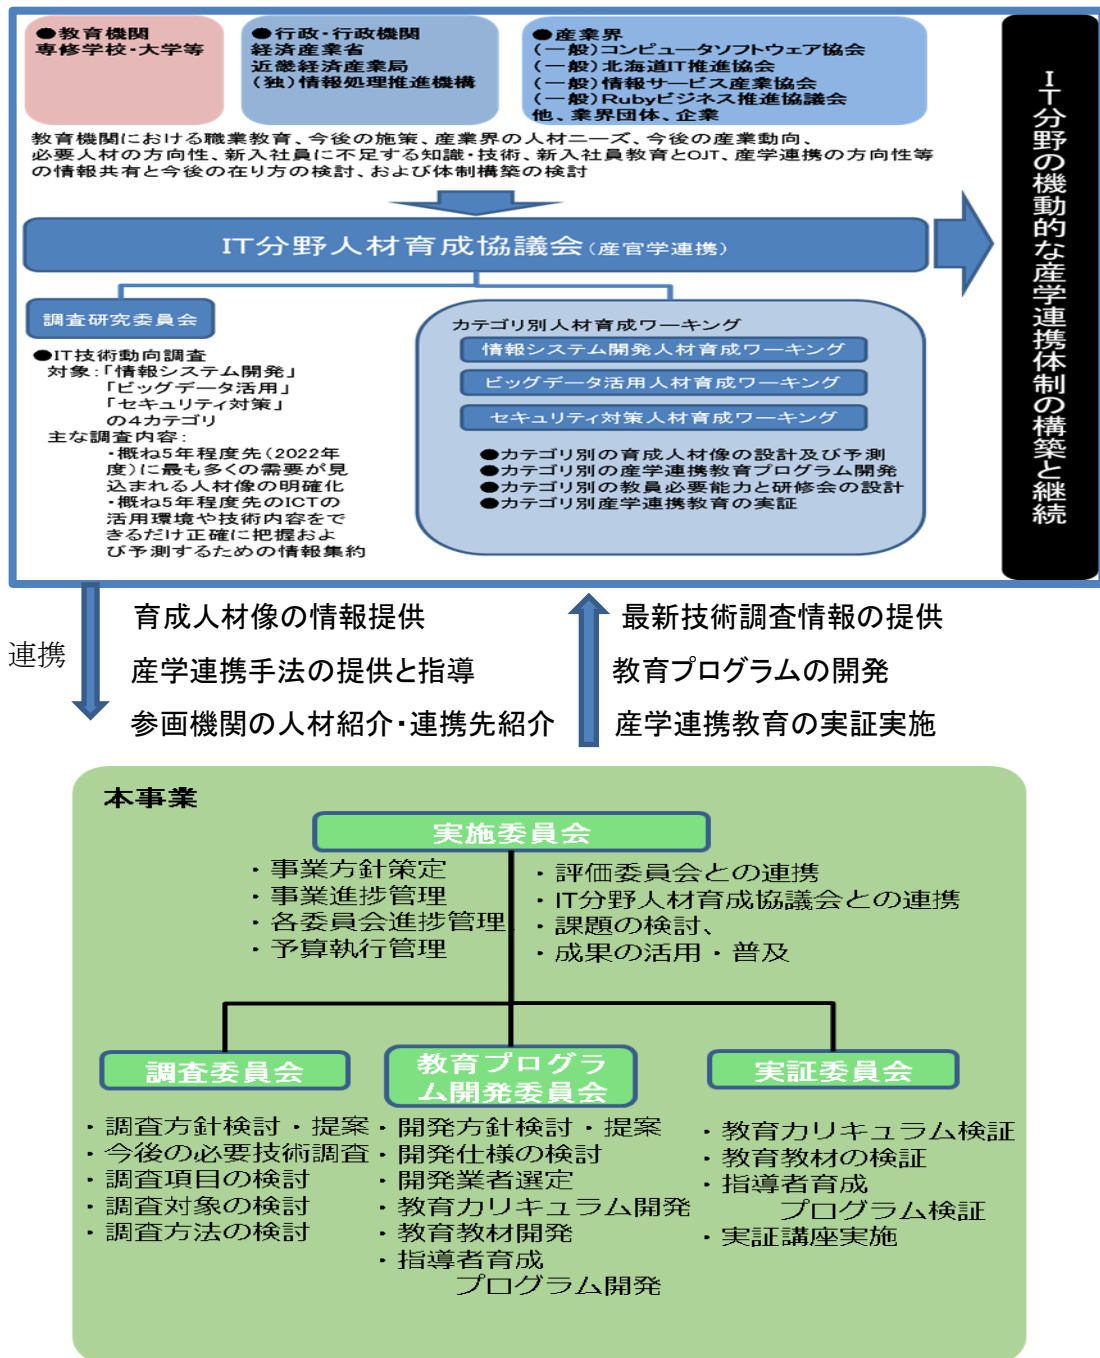 ●教育機関
専修学校・大学等
●行政・行政機関
経済産業省
近畿経済産業局
(独)情報処理推進機構
●産業界
(一般)コンピュータソフトウェア協会
(一般)北海道IT推進協会
(一般)情報サービス産業協会
(一般)Rubyビジネス推進協議会
他、業界団体、企業
教育機関における職業教育、今後の施策、産業界の人材ニーズ、今後の産業動向、
必要人材の方向性、新入社員に不足する知識・技術、新入社員教育とOJT、産学連携の方向性等
の情報共有と今後の在り方の検討、および体制構築の検討
IT分野人材育成協議会(産官学連携)
IT分野の機動的な産学連携体制の構築と継続
調査研究委員会
●IT技術動向調査
対象:「情報システム開発」
「ビッグデータ活用」
「セキュリティ対策」
の4カテゴリ
主な調査内容:
・概ね5年程度先(2022年
度)に最も多くの需要が見
込まれる人材像の明確化
・概ね5年程度先のICTの
活用環境や技術内容をで
きるだけ正確に把握およ
び予測するための情報集約
カテゴリ別人材育成ワーキング
情報システム開発人材育成ワーキング
ビッグデータ活用人材育成ワーキング
セキュリティ対策人材育成ワーキング
●カテゴリ別の育成人材像の設計及び予測
●カテゴリ別の産学連携教育プログラム開発
●カテゴリ別の教員必要能力と研修会の設計
●カテゴリ別産学連携教育の実証
連携
育成人材像の情報提供
産学連携手法の提供と指導
参画機関の人材紹介・連携先紹介
最新技術調査情報の提供
教育プログラムの開発
産学連携教育の実証実施
本事業
実施委員会
・事業方針策定
・事業進捗管理
・各委員会進捗管理
・予算執行管理
・評価委員会との連携
・IT分野人材育成協議会との連携
・課題の検討、
・成果の活用・普及
調査委員会
・調査方針検討・提案
・今後の必要技術調査
・調査項目の検討
・調査対象の検討
・調査方法の検討
教育プログラ
ム開発委員会
・開発方針検討・提案
・開発仕様の検討
・開発業者選定
・教育カリキュラム開発
・教育教材開発
・指導者育成
プログラム開発
実証委員会
・教育カリキュラム検証
・教育教材の検証
・指導者育成
プログラム検証
・実証講座実施